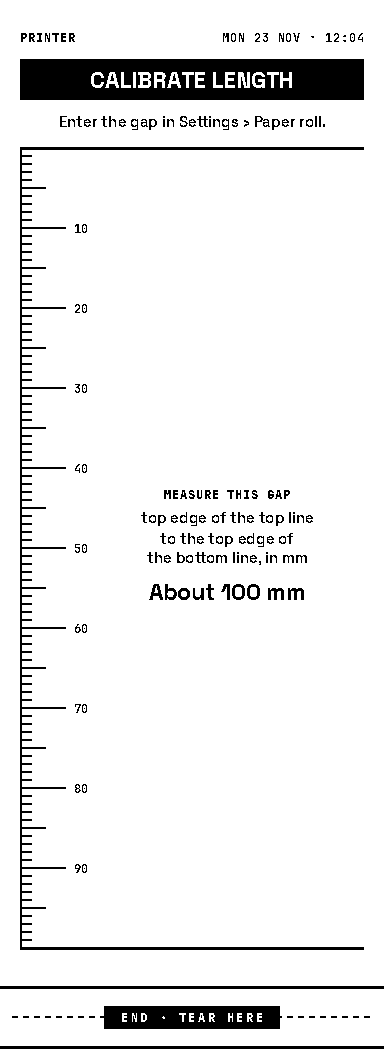 PRINTER
MON 23 NOV · 12:04
CALIBRATE LENGTH
Enter the gap in Settings > Paper roll.
10
20
30
40
MEASURE THIS GAP
top edge of the top line
to the top edge of
50
the bottom line, in mm
About 100 mm
60
70
80
90
END · TEAR HERE